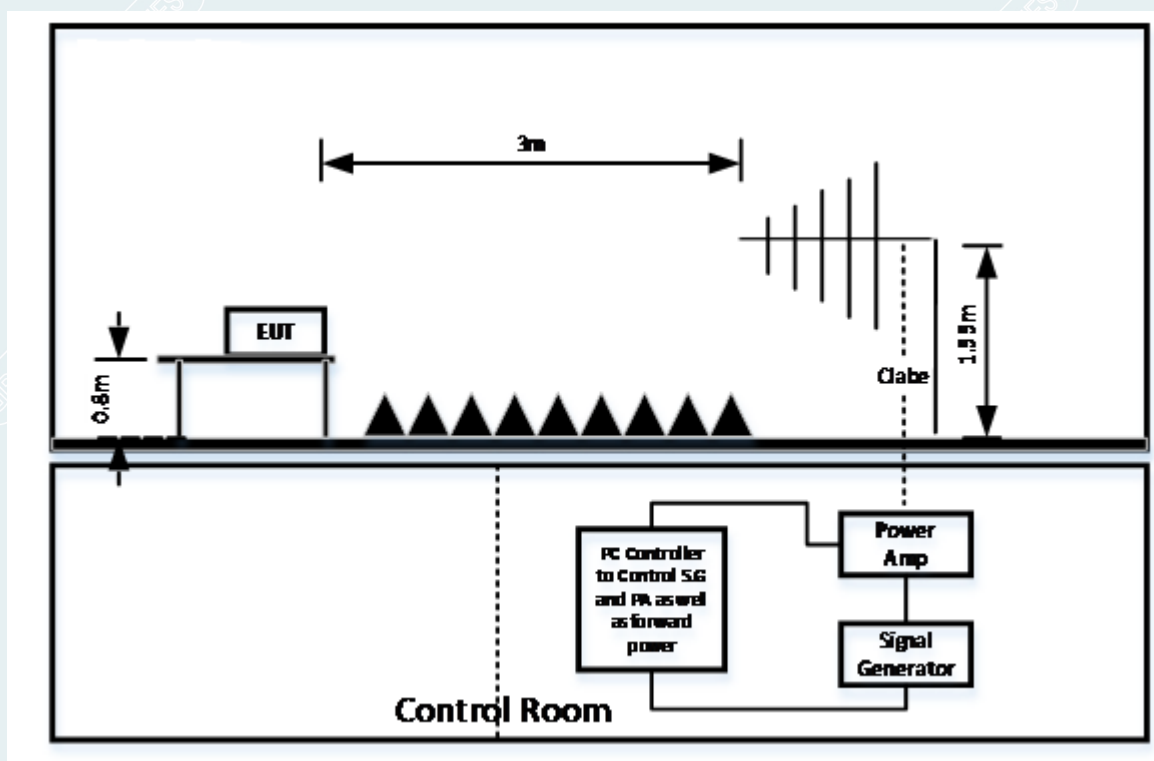 3m
EUT
0.8m
1.55m
Clabe
PC Controller
to Control S.G
and PA as well
as forward
power
Power
Amp
Signal
Generator
Control Room